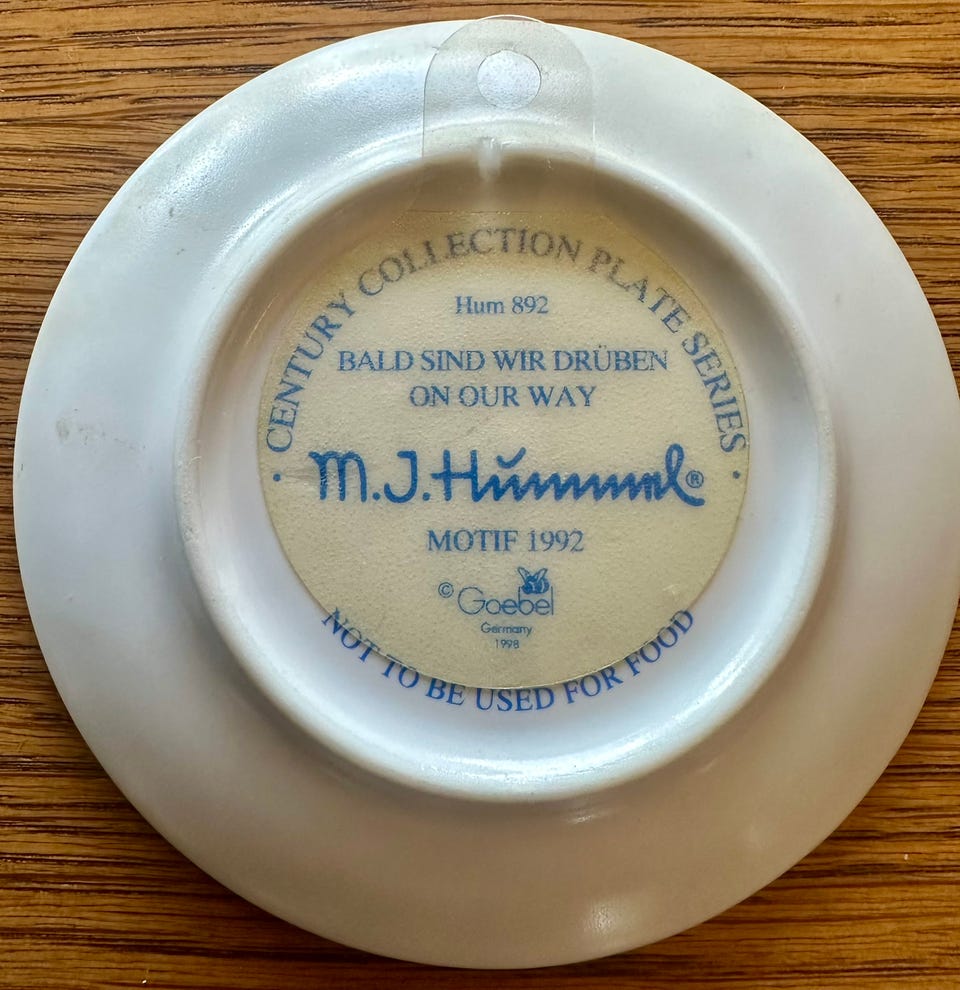 · CENTURY COLLECTION PLATE SERIES ·
Hum 892
BALD SIND WIR DRÜBEN
ON OUR WAY
M.J.Hummel®
MOTIF 1992
© Goebel
Germany
1998
NOT TO BE USED FOR FOOD